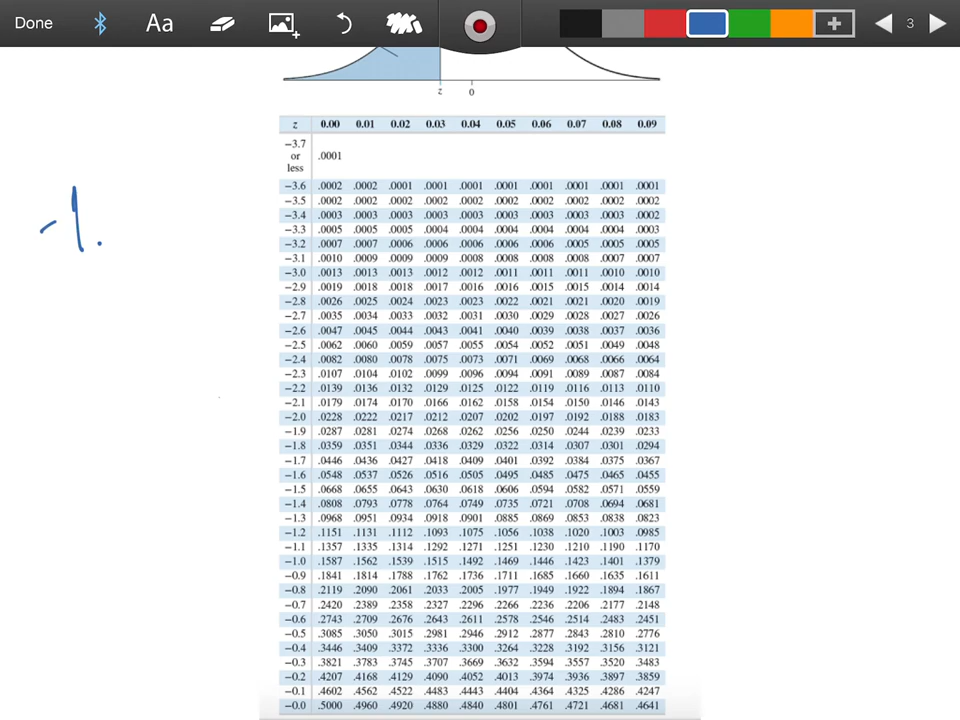 Done Aa 3
z 0
z 0.00 0.01 0.02 0.03 0.04 0.05 0.06 0.07 0.08 0.09
−3.7
or .0001
less
−3.6 .0002 .0002 .0001 .0001 .0001 .0001 .0001 .0001 .0001 .0001
−3.5 .0002 .0002 .0002 .0002 .0002 .0002 .0002 .0002 .0002 .0002
−3.4 .0003 .0003 .0003 .0003 .0003 .0003 .0003 .0003 .0003 .0002
−3.3 .0005 .0005 .0005 .0004 .0004 .0004 .0004 .0004 .0004 .0003
−3.2 .0007 .0007 .0006 .0006 .0006 .0006 .0006 .0005 .0005 .0005
−3.1 .0010 .0009 .0009 .0009 .0008 .0008 .0008 .0008 .0007 .0007
−3.0 .0013 .0013 .0013 .0012 .0012 .0011 .0011 .0011 .0010 .0010
−2.9 .0019 .0018 .0018 .0017 .0016 .0016 .0015 .0015 .0014 .0014
−2.8 .0026 .0025 .0024 .0023 .0023 .0022 .0021 .0021 .0020 .0019
−2.7 .0035 .0034 .0033 .0032 .0031 .0030 .0029 .0028 .0027 .0026
−2.6 .0047 .0045 .0044 .0043 .0041 .0040 .0039 .0038 .0037 .0036
−2.5 .0062 .0060 .0059 .0057 .0055 .0054 .0052 .0051 .0049 .0048
−2.4 .0082 .0080 .0078 .0075 .0073 .0071 .0069 .0068 .0066 .0064
−2.3 .0107 .0104 .0102 .0099 .0096 .0094 .0091 .0089 .0087 .0084
−2.2 .0139 .0136 .0132 .0129 .0125 .0122 .0119 .0116 .0113 .0110
−2.1 .0179 .0174 .0170 .0166 .0162 .0158 .0154 .0150 .0146 .0143
−2.0 .0228 .0222 .0217 .0212 .0207 .0202 .0197 .0192 .0188 .0183
−1.9 .0287 .0281 .0274 .0268 .0262 .0256 .0250 .0244 .0239 .0233
−1.8 .0359 .0351 .0344 .0336 .0329 .0322 .0314 .0307 .0301 .0294
−1.7 .0446 .0436 .0427 .0418 .0409 .0401 .0392 .0384 .0375 .0367
−1.6 .0548 .0537 .0526 .0516 .0505 .0495 .0485 .0475 .0465 .0455
−1.5 .0668 .0655 .0643 .0630 .0618 .0606 .0594 .0582 .0571 .0559
−1.4 .0808 .0793 .0778 .0764 .0749 .0735 .0721 .0708 .0694 .0681
−1.3 .0968 .0951 .0934 .0918 .0901 .0885 .0869 .0853 .0838 .0823
−1.2 .1151 .1131 .1112 .1093 .1075 .1056 .1038 .1020 .1003 .0985
−1.1 .1357 .1335 .1314 .1292 .1271 .1251 .1230 .1210 .1190 .1170
−1.0 .1587 .1562 .1539 .1515 .1492 .1469 .1446 .1423 .1401 .1379
−0.9 .1841 .1814 .1788 .1762 .1736 .1711 .1685 .1660 .1635 .1611
−0.8 .2119 .2090 .2061 .2033 .2005 .1977 .1949 .1922 .1894 .1867
−0.7 .2420 .2389 .2358 .2327 .2296 .2266 .2236 .2206 .2177 .2148
−0.6 .2743 .2709 .2676 .2643 .2611 .2578 .2546 .2514 .2483 .2451
−0.5 .3085 .3050 .3015 .2981 .2946 .2912 .2877 .2843 .2810 .2776
−0.4 .3446 .3409 .3372 .3336 .3300 .3264 .3228 .3192 .3156 .3121
−0.3 .3821 .3783 .3745 .3707 .3669 .3632 .3594 .3557 .3520 .3483
−0.2 .4207 .4168 .4129 .4090 .4052 .4013 .3974 .3936 .3897 .3859
−0.1 .4602 .4562 .4522 .4483 .4443 .4404 .4364 .4325 .4286 .4247
−0.0 .5000 .4960 .4920 .4880 .4840 .4801 .4761 .4721 .4681 .4641
-1.